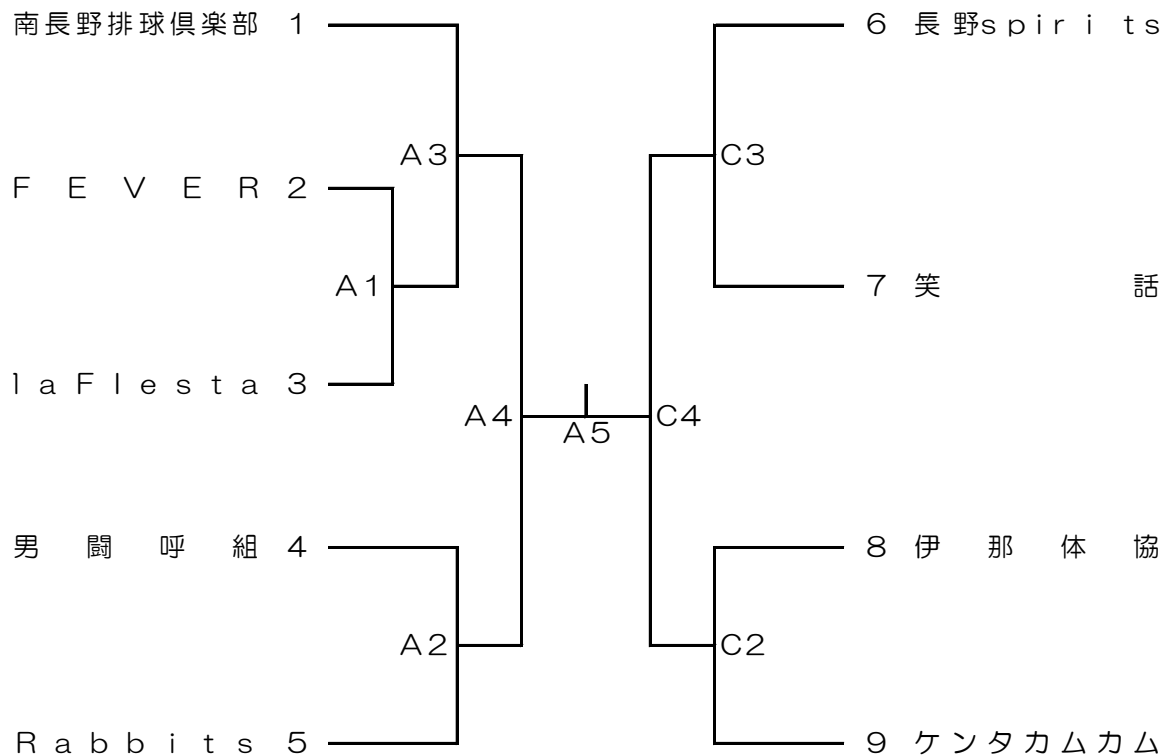 南長野排球倶楽部 1
6 長野spirits
A3
C3
FEVER 2
A1
7 笑話
laFIesta 3
A4
A5
C4
男闘呼組 4
8 伊那体協
A2
C2
Rabbits 5
9 ケンタカムカム